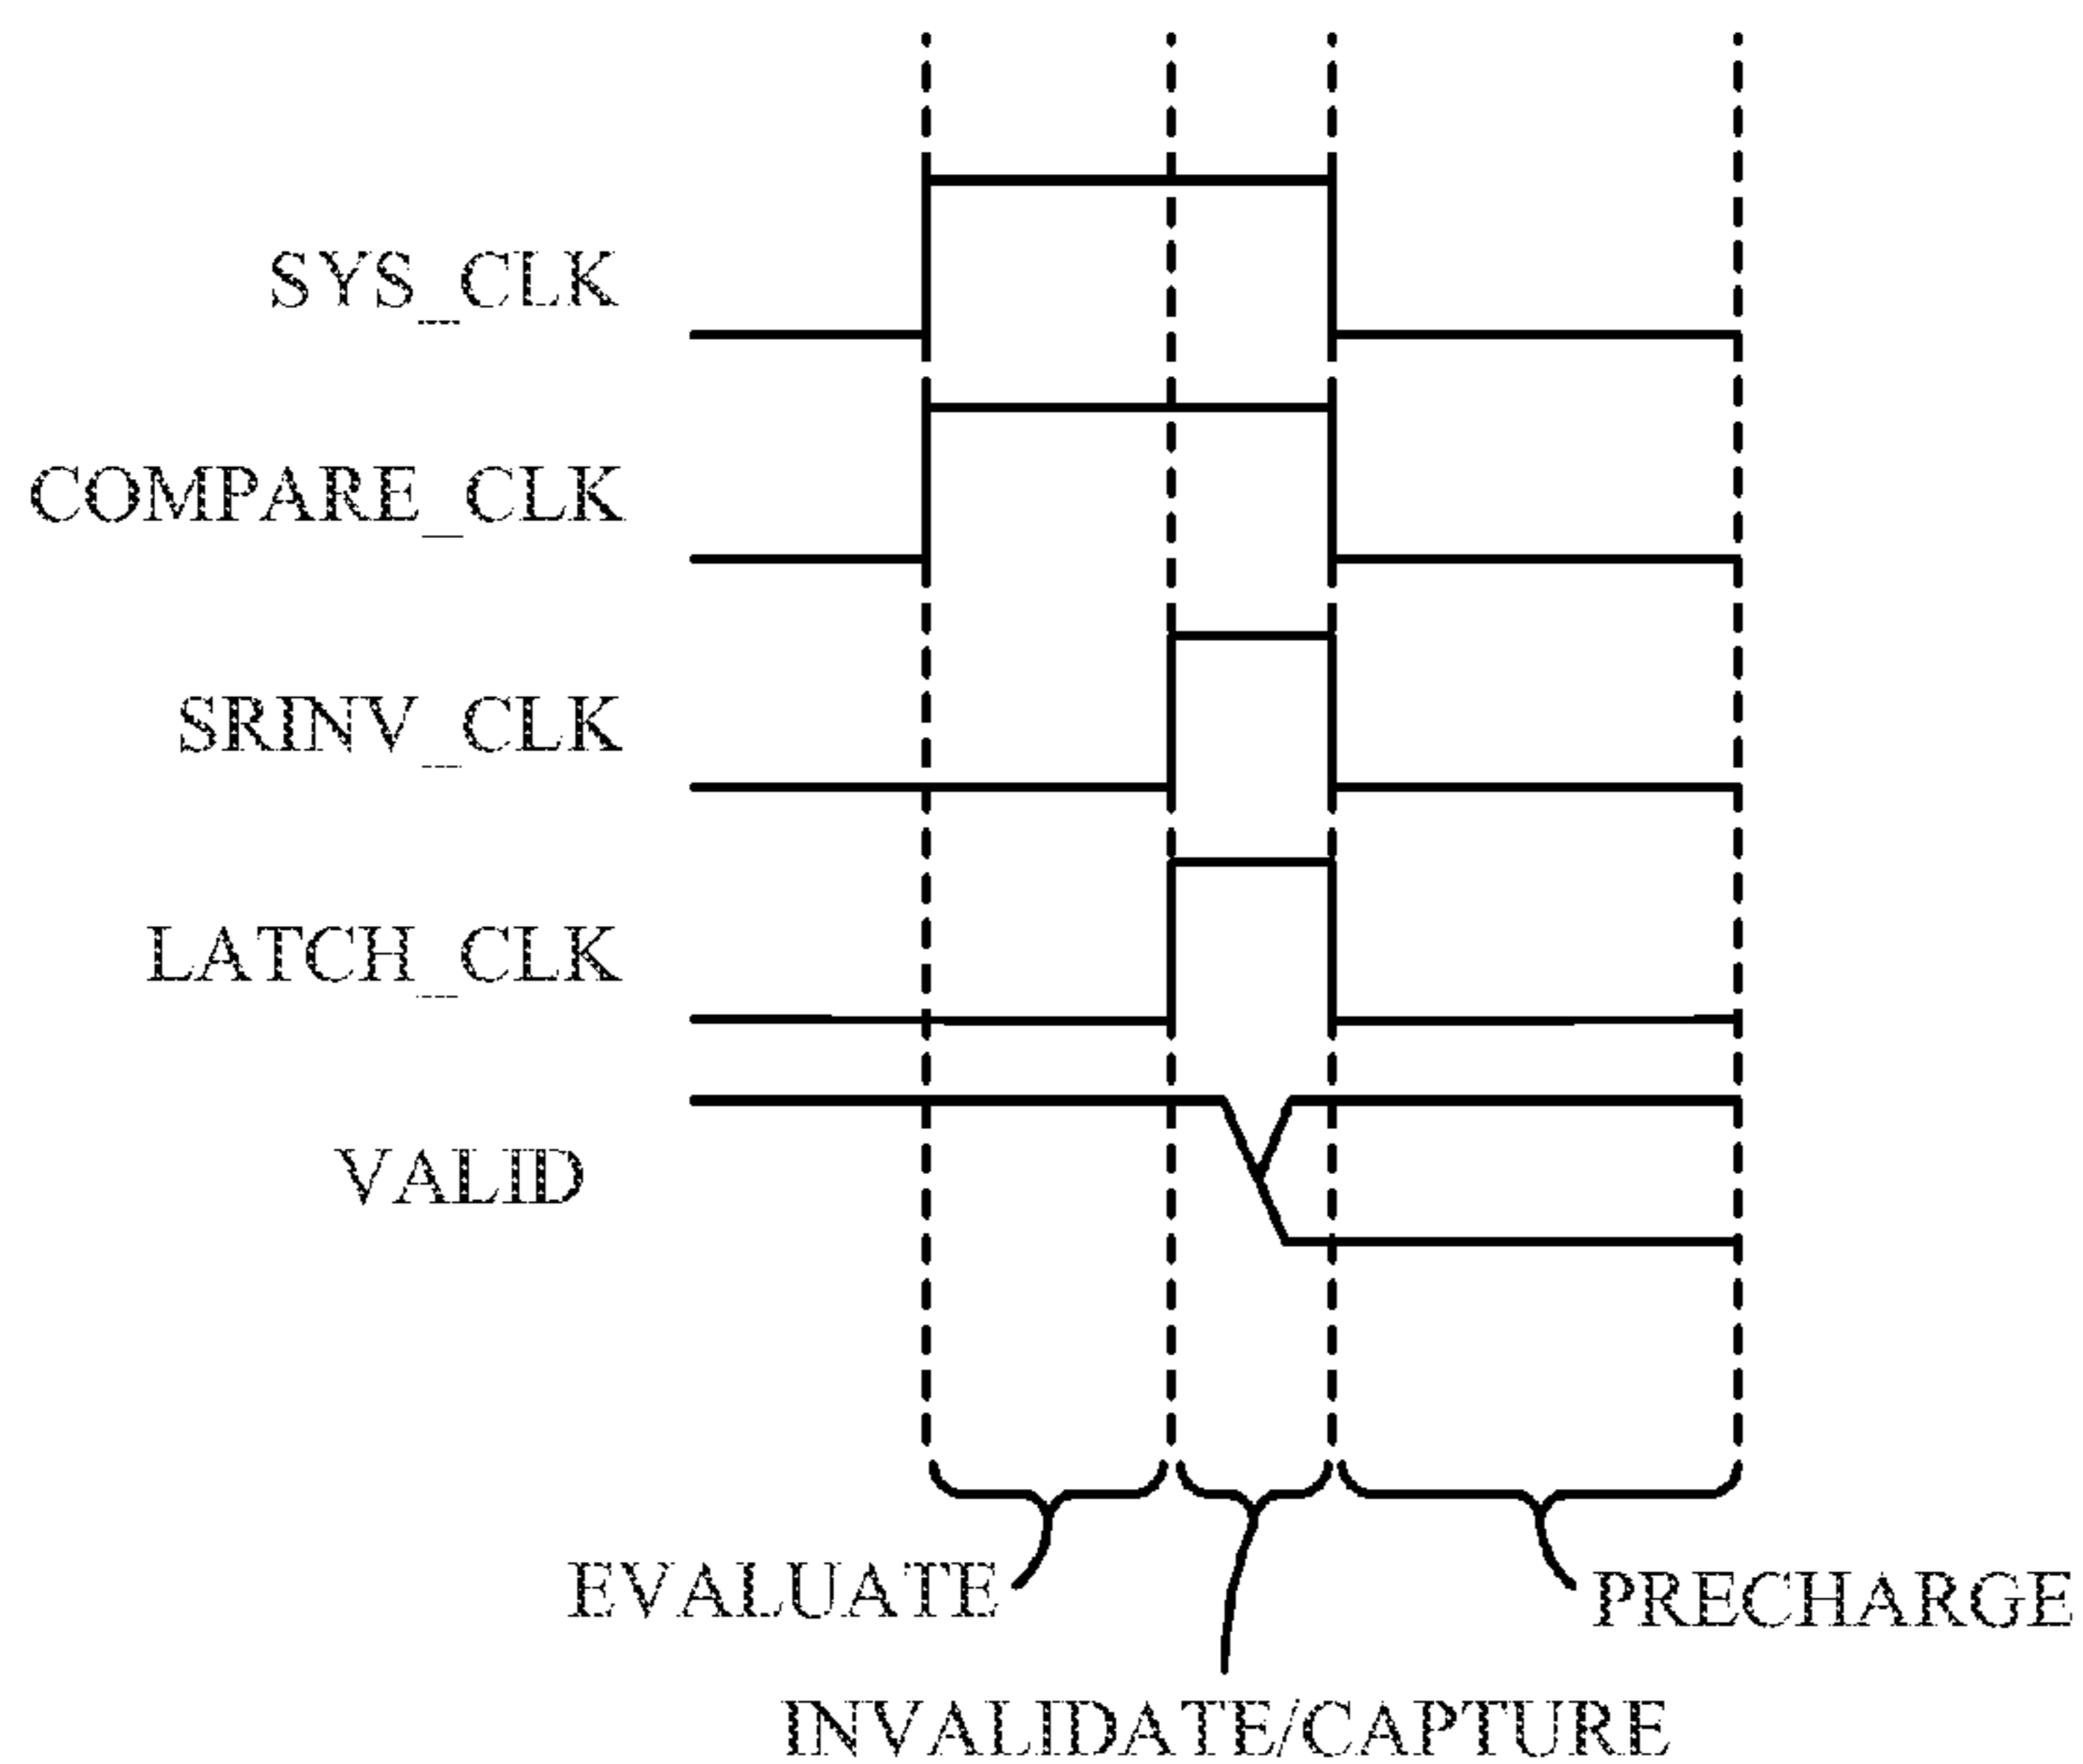 SYS_CLK
COMPARE_CLK
SRINV_CLK
LATCH_CLK
VALID
EVALUATE
PRECHARGE
INVALIDATE/CAPTURE